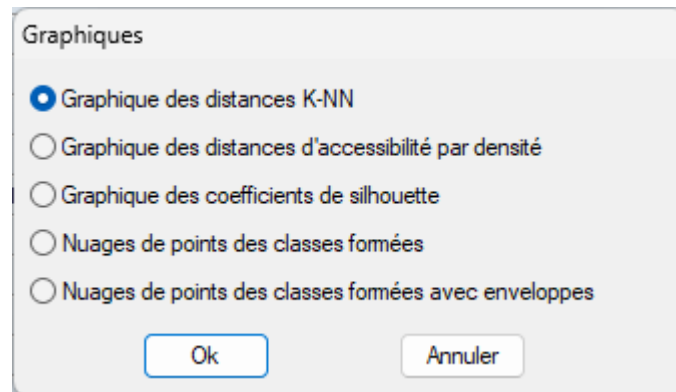 Graphiques
Graphique des distances K-NN
Graphique des distances d'accessibilité par densité
Graphique des coefficients de silhouette
Nuages de points des classes formées
Nuages de points des classes formées avec enveloppes
Ok Annuler